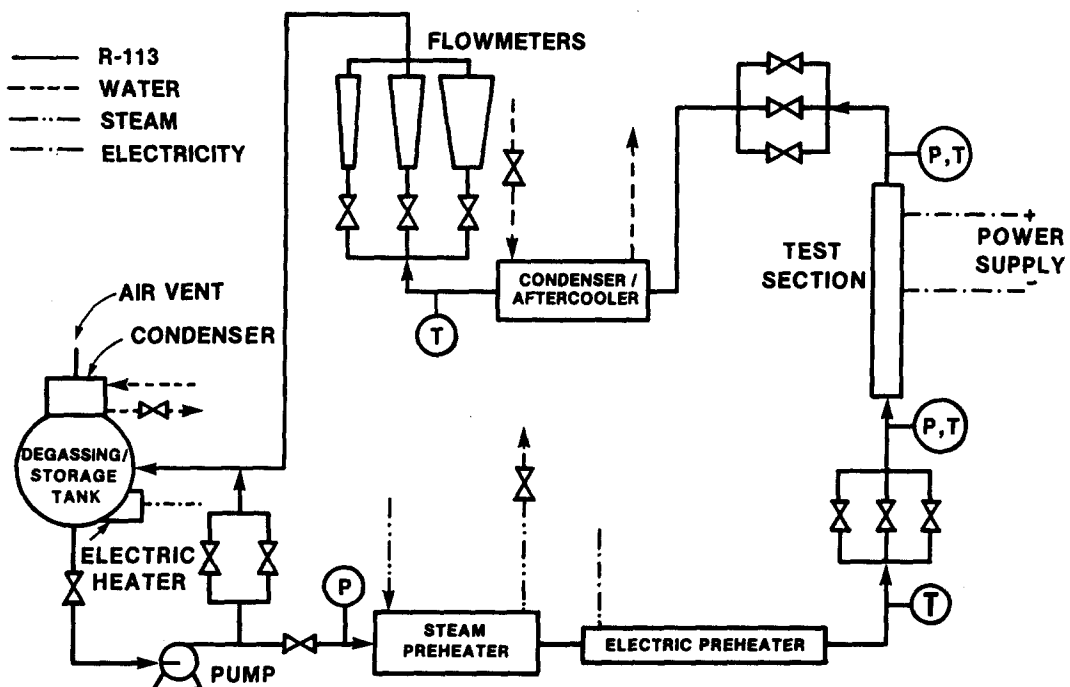 R-113
WATER
STEAM
ELECTRICITY
FLOWMETERS
P,T
TEST
SECTION
+
POWER
SUPPLY
-
CONDENSER /
AFTERCOOLER
T
AIR VENT
CONDENSER
DEGASSING/
STORAGE
TANK
P,T
ELECTRIC
HEATER
P
T
STEAM
PREHEATER
ELECTRIC PREHEATER
PUMP